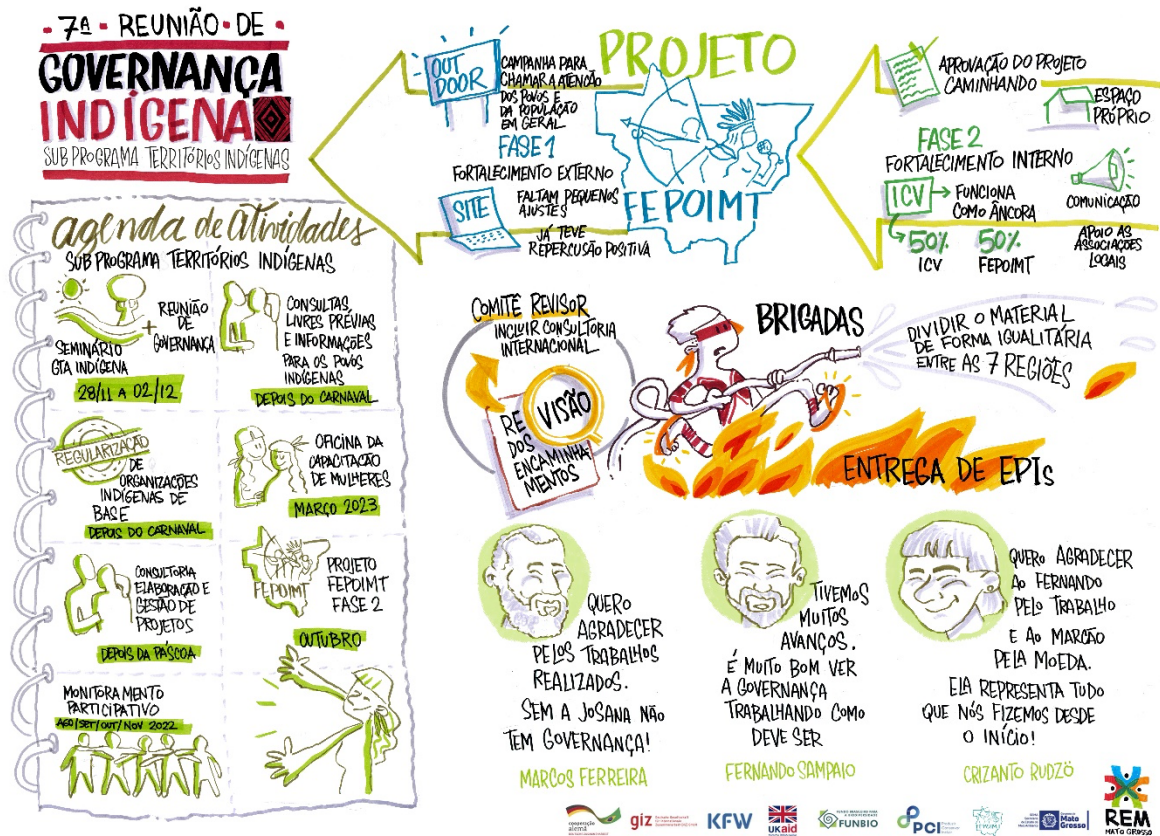 7ª REUNIÃO DE
GOVERNANÇA
INDÍGENA
SUB PROGRAMA TERRITÓRIOS INDÍGENAS
OUT
DOOR
CAMPANHA PARA
CHAMAR A ATENÇÃO
DOS POVOS E
DA POPULAÇÃO
EM GERAL
FASE 1
FORTALECIMENTO EXTERNO
SITE
FALTAM PEQUENOS
AJUSTES
JÁ TEVE
REPERCUSÃO POSITIVA
PROJETO
FEPOIMT
APROVAÇÃO DO PROJETO
CAMINHANDO
ESPAÇO
PRÓPRIO
FASE 2
FORTALECIMENTO INTERNO
ICV
FUNCIONA
COMO ÂNCORA
COMUNICAÇÃO
50%
ICV
50%
FEPOIMT
APOIO AS
ASSOCIAÇÕES
LOCAIS
agenda de atividades
SUB PROGRAMA TERRITÓRIOS INDÍGENAS
SEMINÁRIO
GTA INDÍGENA
+
REUNIÃO
DE
GOVERNANÇA
28/11 A 02/12
CONSULTAS,
LIVRES PRÉVIAS
E INFORMAÇÕES
PARA OS POVOS
INDÍGENAS
DEPOIS DO CARNAVAL
REGULARIZAÇÃO
DE
ORGANIZAÇÕES
INDÍGENAS DE
BASE
DEPOIS DO CARNAVAL
OFICINA DA
CAPACITAÇÃO
DE MULHERES
MARÇO 2023
CONSULTORIA
ELABORAÇÃO E
GESTÃO DE
PROJETOS
DEPOIS DA PÁSCOA
FEPOIMT
PROJETO
FEPOIMT
FASE 2
OUTUBRO
MONITORAMENTO
PARTICIPATIVO
AGO/SET/OUT/NOV 2022
COMITÊ REVISOR
INCLUIR CONSULTORIA
INTERNACIONAL
RE VISÃO
DOS
ENCAMINHA
MENTOS
BRIGADAS
DIVIDIR O MATERIAL
DE FORMA IGUALITÁRIA
ENTRE AS 7 REGIÕES
ENTREGA DE EPIs
QUERO
AGRADECER
PELOS TRABALHOS
REALIZADOS.
SEM A JOSANA NÃO
TEM GOVERNANÇA!
MARCOS FERREIRA
TIVEMOS
MUITOS
AVANÇOS.
É MUITO BOM VER
A GOVERNANÇA
TRABALHANDO COMO
DEVE SER
FERNANDO SAMPAIO
QUERO AGRADECER
AO FERNANDO
PELO TRABALHO
E AO MARCÃO
PELA MOEDA.
ELA REPRESENTA TUDO
QUE NÓS FIZEMOS DESDE
O INÍCIO!
CRIZANTO RUDZÖ
cooperação
alemã
giz
KFW
UKaid
FUNBIO
PCI
FEPOIMT
Mato
Grosso
REM
MATO GROSSO